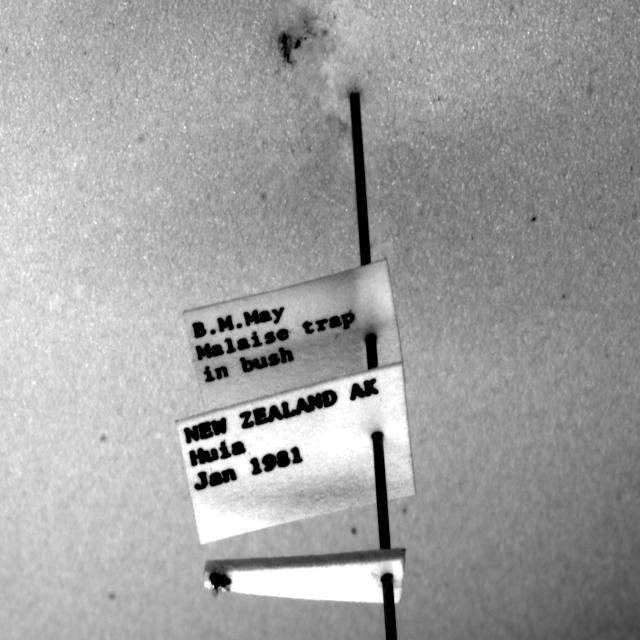 B.M.May
Malaise trap
in bush
NEW ZEALAND AK
Huia
Jan 1981